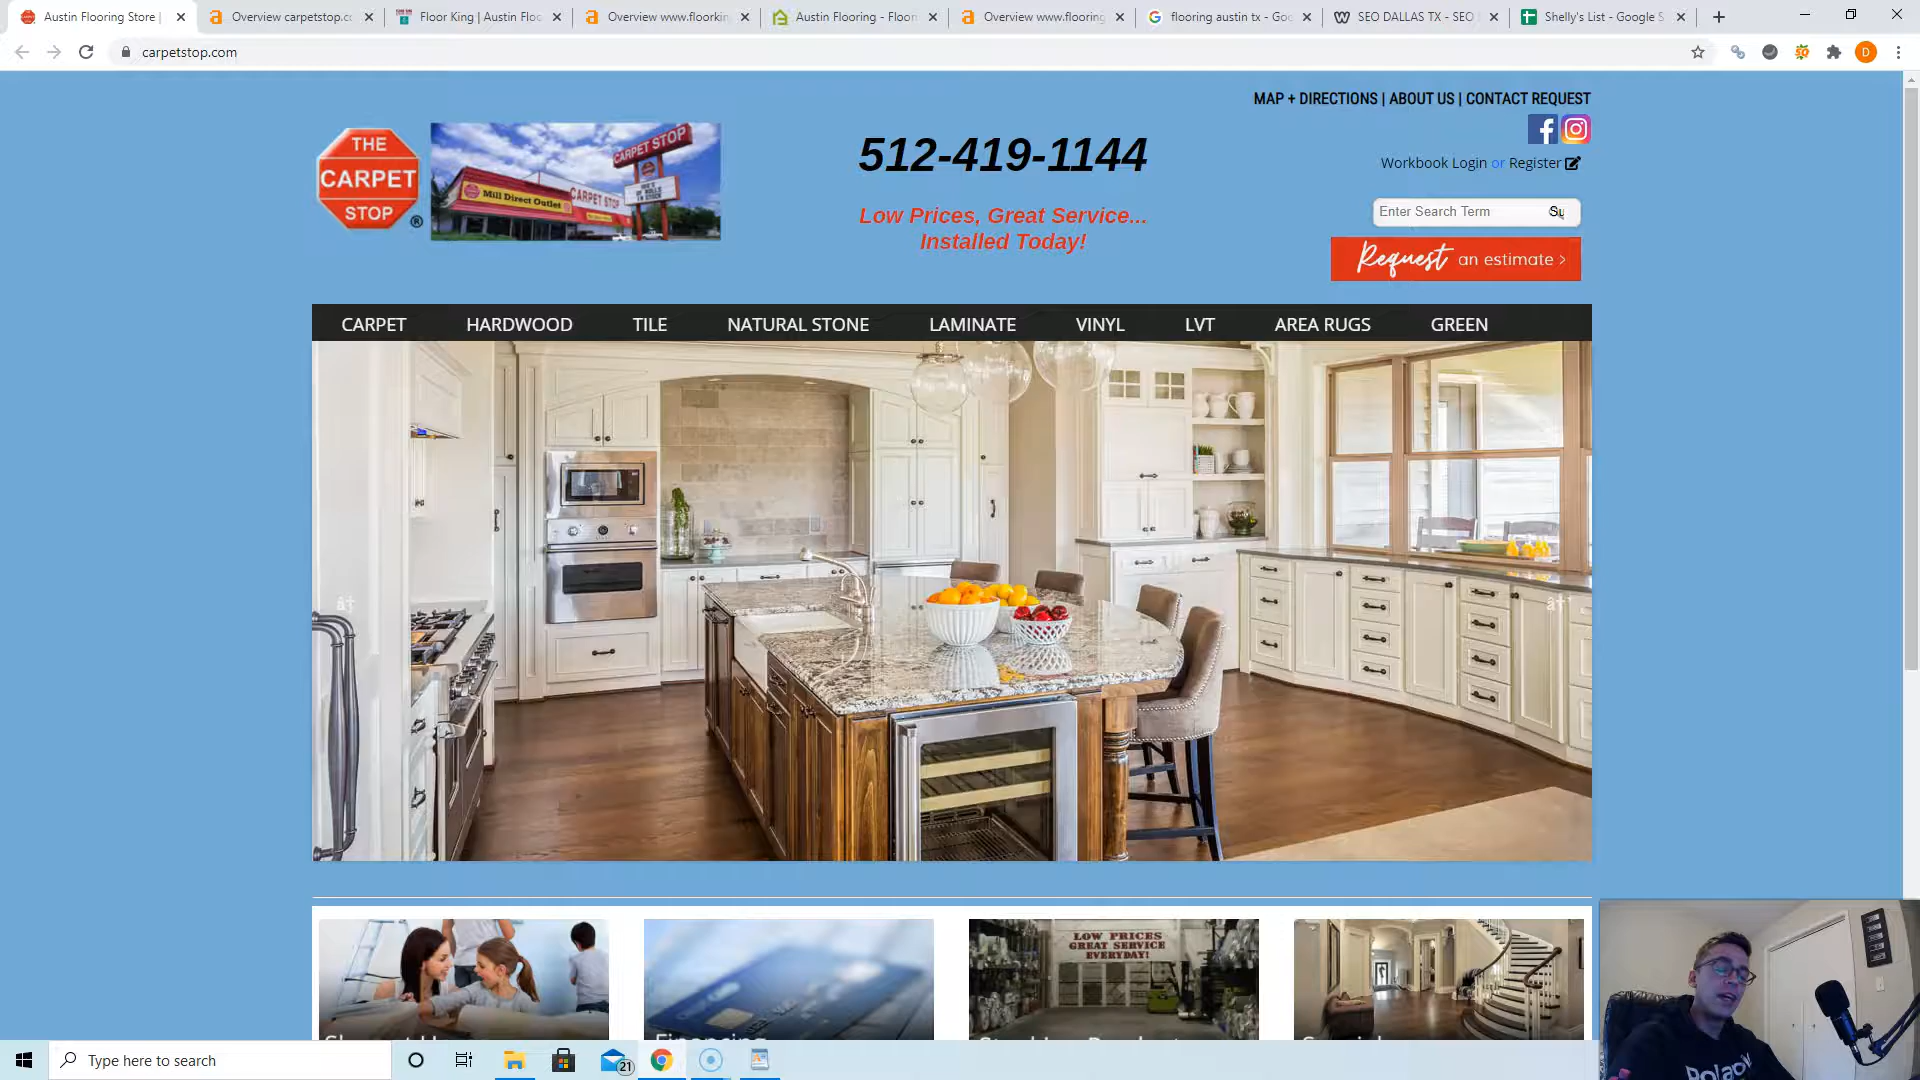 Austin Flooring Store |
Overview carpetstop.c
Floor King | Austin Floo
Overview www.floorkin
Austin Flooring - Floor
Overview www.flooring
flooring austin tx - Goo
SEO DALLAS TX - SEO
Shelly's List - Google S
carpetstop.com
D
MAP + DIRECTIONS | ABOUT US | CONTACT REQUEST
THE
CARPET
STOP
®
CARPET STOP
Mill Direct Outlet
CARPET STOP
512-419-1144
Low Prices, Great Service...
Installed Today!
Workbook Login or Register
Enter Search Term
Su
Request an estimate >
CARPET
HARDWOOD
TILE
NATURAL STONE
LAMINATE
VINYL
LVT
AREA RUGS
GREEN
â†
â†
LOW PRICES
GREAT SERVICE
EVERYDAY!
Financing
Type here to search
21